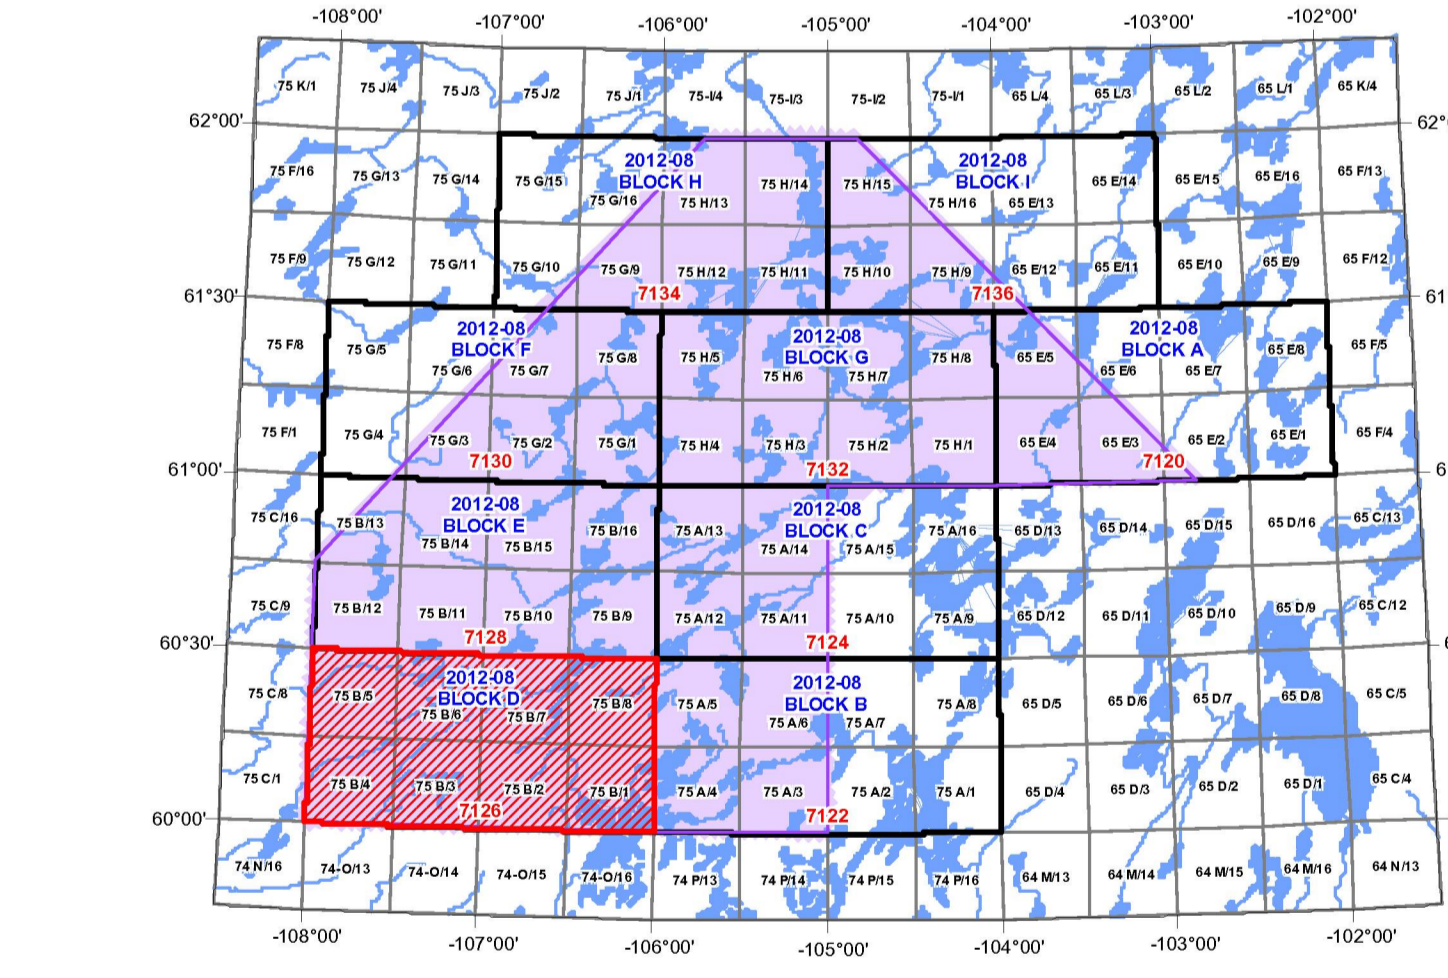 -108°00' -107°00' -106°00' -105°00' -104°00' -103°00' -102°00'
75 K/1 75 J/4 75 J/3 75 J/2 75 J/1 75-I/4 75-I/3 75-I/2 75-I/1 65 L/4 65 L/3 65 L/2 65 L/1 65 K/4
62°00' 62°
2012-08 2012-08
BLOCK H BLOCK I
75 F/16 75 G/13 75 G/14 75 G/15 75 H/14 75 H/15 65 E/14 65 E/15 65 E/16 65 F/13
75 G/16 75 H/13 75 H/16 65 E/13
75 F/9 75 G/12 75 G/11 75 G/10 75 G/9 75 H/12 75 H/11 75 H/10 75 H/9 65 E/12 65 E/11 65 E/10 65 E/9 65 F/12
61°30' 7134 7136 61
2012-08 2012-08 2012-08
BLOCK F BLOCK G BLOCK A
75 F/8 75 G/5 75 G/8 75 H/5 75 H/8 65 E/5 65 E/8 65 F/5
75 G/6 75 G/7 75 H/6 75 H/7 65 E/6 65 E/7
75 F/1 75 G/4 75 G/3 75 G/2 75 G/1 75 H/4 75 H/3 75 H/2 75 H/1 65 E/4 65 E/3 65 E/2 65 E/1 65 F/4
61°00' 7130 7132 7120 6
2012-08 2012-08
BLOCK E BLOCK C
75 C/16 75 B/13 75 B/16 75 A/13 75 A/16 65 D/13 65 D/14 65 D/15 65 D/16 65 C/13
75 B/14 75 B/15 75 A/14 75 A/15
75 C/9 75 B/12 75 B/11 75 B/10 75 B/9 75 A/12 75 A/11 75 A/10 75 A/9 65 D/12 65 D/11 65 D/10 65 D/9 65 C/12
60°30' 7128 7124 6
2012-08 2012-08
BLOCK D BLOCK B
75 C/8 75 B/5 75 B/8 75 A/5 75 A/8 65 D/5 65 D/6 65 D/7 65 D/8 65 C/5
75 B/6 75 B/7 75 A/6 75 A/7
75 C/1 75 B/4 75 B/3 75 B/2 75 B/1 75 A/4 75 A/3 75 A/2 75 A/1 65 D/4 65 D/3 65 D/2 65 D/1 65 C/4
60°00' 7126 7122
74 N/16 74-O/13 74-O/14 74-O/15 74-O/16 74 P/13 74 P/14 74 P/15 74 P/16 64 M/13 64 M/14 64 M/15 64 M/16 64 N/13
-108°00' -107°00' -106°00' -105°00' -104°00' -103°00' -102°00'